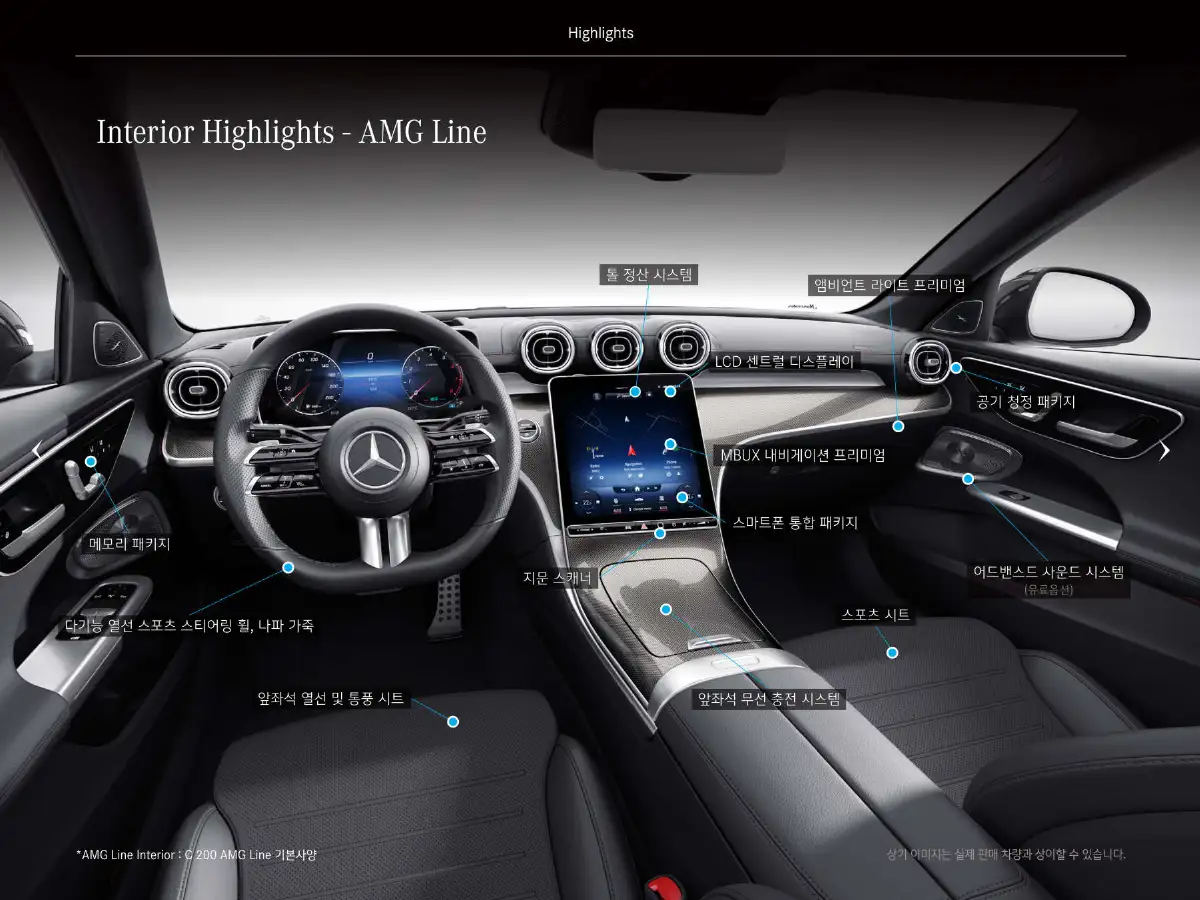 Highlights
Interior Highlights - AMG Line
톨 정산 시스템
앰비언트 라이트 프리미엄
LCD 센트럴 디스플레이
공기 청정 패키지
MBUX 내비게이션 프리미엄
스마트폰 통합 패키지
메모리 패키지
지문 스캐너
어드밴스드 사운드 시스템
(유료옵션)
스포츠 시트
다기능 열선 스포츠 스티어링 휠, 나파 가죽
앞좌석 열선 및 통풍 시트
앞좌석 무선 충전 시스템
*AMG Line Interior : C 200 AMG Line 기본사양
상기 이미지는 실제 판매 차량과 상이할 수 있습니다.